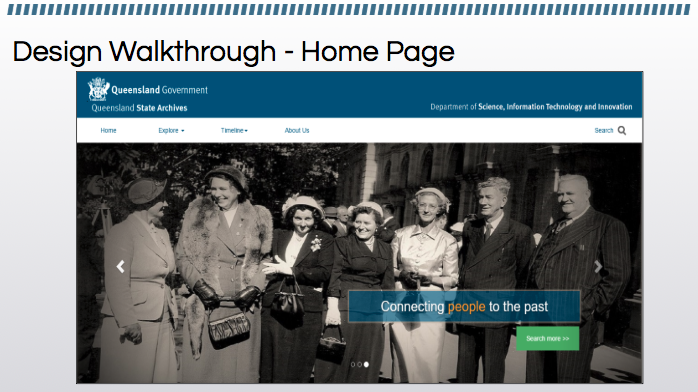 Design Walkthrough - Home Page
Queensland Government
Queensland State Archives
Department of Science, Information Technology and Innovation
Home Explore Timeline About Us Search
Connecting people to the past
Search more >>